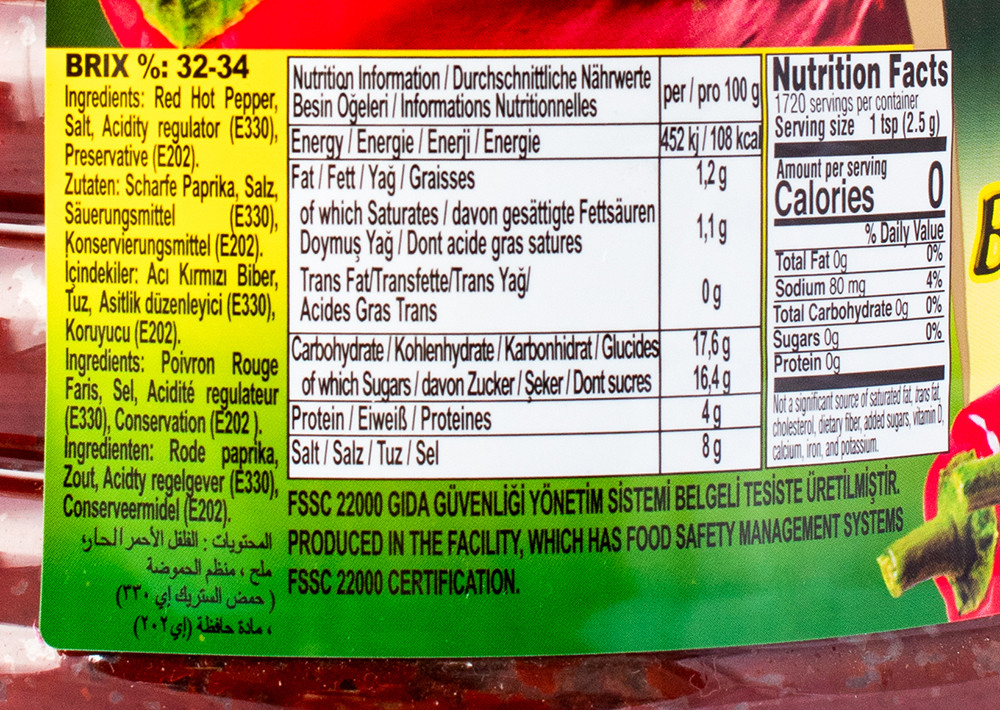 BRIX %: 32-34
Ingredients: Red Hot Pepper,
Salt, Acidity regulator (E330),
Preservative (E202).
Zutaten: Scharfe Paprika, Salz,
Säuerungsmittel (E330),
Konservierungsmittel (E202).
İçindekiler: Acı Kırmızı Biber,
Tuz, Asitlik düzenleyici (E330),
Koruyucu (E202).
Ingredients: Poivron Rouge
Faris, Sel, Acidité regulateur
(E330), Conservation (E202 ).
Ingredienten: Rode paprika,
Zout, Acidty regelgever (E330),
Conserveermidel (E202).
المحتويات : الفلفل الأحمر الحار،
ملح ، منظم الحموضة
( حمض الستريك إي ٣٣٠)
، مادة حافظة (إي ٢٠٢)
Nutrition Information / Durchschnittliche Nährwerte
Besin Öğeleri / Informations Nutritionnelles
per / pro 100 g
Energy / Energie / Enerji / Energie 452 kj / 108 kcal
Fat / Fett / Yağ / Graisses 1,2 g
of which Saturates / davon gesättigte Fettsäuren
Doymuş Yağ / Dont acide gras satures 1,1 g
Trans Fat/Transfette/Trans Yağ/
Acides Gras Trans 0 g
Carbohydrate / Kohlenhydrate / Karbonhidrat / Glucides 17,6 g
of which Sugars / davon Zucker / Şeker / Dont sucres 16,4 g
Protein / Eiweiß / Proteines 4 g
Salt / Salz / Tuz / Sel 8 g
Nutrition Facts
1720 servings per container
Serving size 1 tsp (2.5 g)
Amount per serving
Calories 0
% Daily Value
Total Fat 0g 0%
Sodium 80 mg 4%
Total Carbohydrate 0g 0%
Sugars 0g 0%
Protein 0g
Not a significant source of saturated fat, trans fat,
cholesterol, dietary fiber, added sugars, vitamin D,
calcium, iron, and potassium.
FSSC 22000 GIDA GÜVENLİĞİ YÖNETİM SİSTEMİ BELGELİ TESİSTE ÜRETİLMİŞTİR.
PRODUCED IN THE FACILITY, WHICH HAS FOOD SAFETY MANAGEMENT SYSTEMS
FSSC 22000 CERTIFICATION.